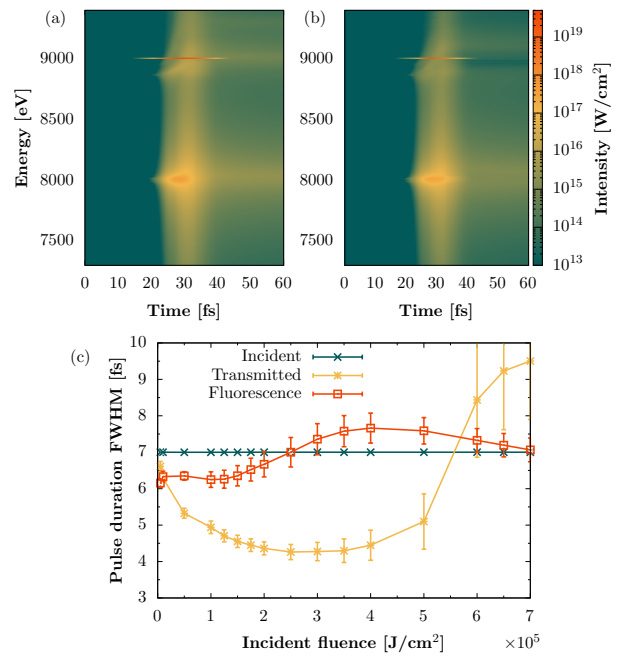 (a)
(b)
9000
8500
8000
7500
Energy [eV]
0 10 20 30 40 50 60
Time [fs]
9000
8500
8000
7500
0 10 20 30 40 50 60
Time [fs]
10^19
10^18
10^17
10^16
10^15
10^14
10^13
Intensity [W/cm^2]
(c)
Incident
Transmitted
Fluorescence
10
9
8
7
6
5
4
3
Pulse duration FWHM [fs]
0 1 2 3 4 5 6 7
Incident fluence [J/cm^2]
×10^5